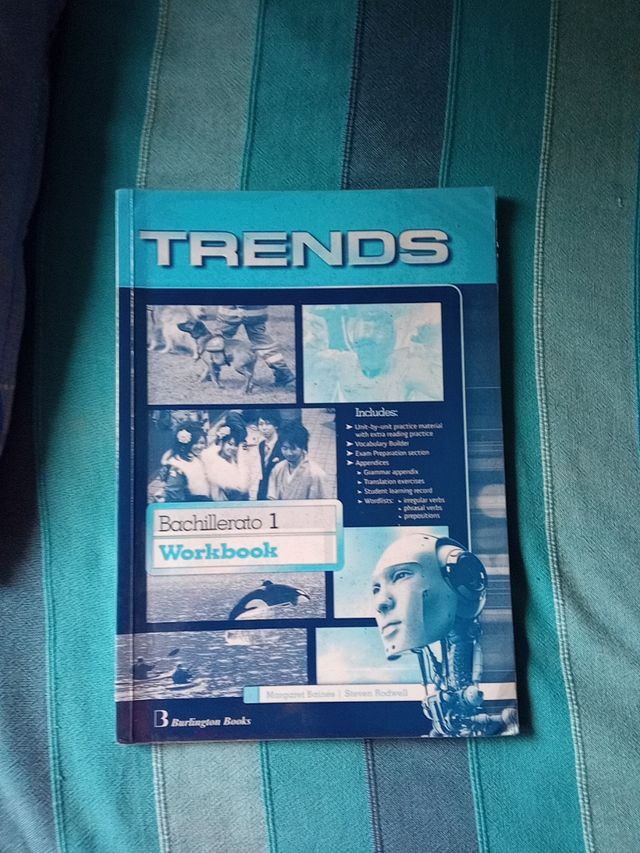 TRENDS
Includes:
➤ Unit-by-unit practice material
with extra reading practice
➤ Vocabulary Builder
➤ Exam Preparation section
➤ Appendices
➤ Grammar appendix
➤ Translation exercises
➤ Student learning record
➤ Wordlists: • irregular verbs
• phrasal verbs
• prepositions
Bachillerato 1
Workbook
Margaret Baines | Steven Rodwell
B Burlington Books